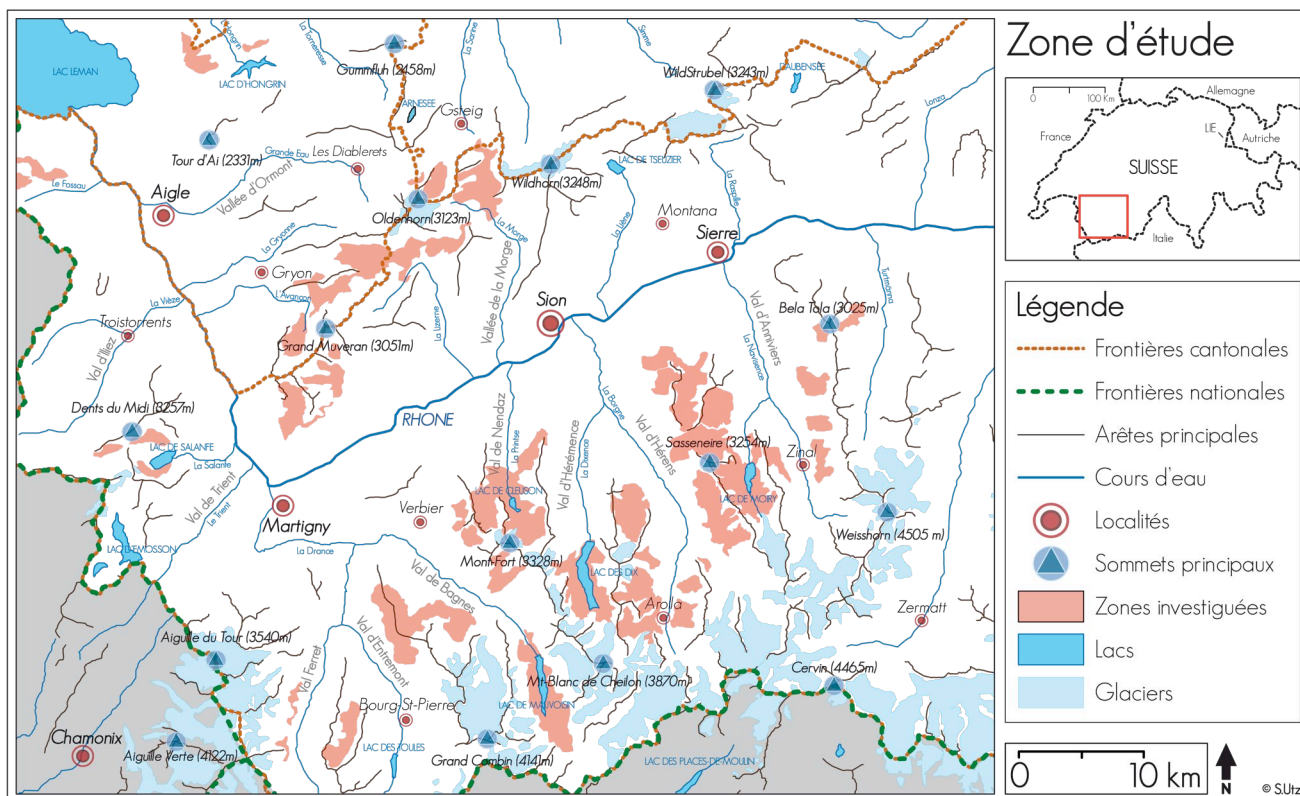 Zone d'étude
0
100 Km
Allemagne
France
LIE
Autriche
SUISSE
Italie
Légende
Frontières cantonales
Frontières nationales
Arêtes principales
Cours d'eau
Localités
Sommets principaux
Zones investiguées
Lacs
Glaciers
0
10 km
N
© S.Utz
LAC LEMAN
L'Hongrin
La Torneresse
La Sarine
Simme
LAC D'HONGRIN
Gummfluh (2458m)
WildStrubel (3243m)
DAUBENSEE
Lonza
ARNESEE
Gsteig
Tour d'Aï (2331m)
Grande Eau
Les Diablerets
Wildhorn(3248m)
LAC DE TSEUZIER
Le Fossau
Aigle
Vallée d'Ormont
Oldenhorn(3123m)
La Morge
La Liène
Montana
La Raspille
Sierre
La Gryonne
Gryon
L'Avançon
La Vièze
Vallée de la Morge
Sion
Turtmänna
Bela Tola (3025m)
Val d'Anniviers
Troistorrents
Val d'Iliez
Grand Muveran (3051m)
La Lizerne
La Navisence
Dents du Midi (3257m)
RHONE
La Borgne
Val d'Hérens
Val de Nendaz
La Printse
Val d'Hérémence
La Dixence
LAC DE SALANFE
La Salanfe
Sasseneire (3254m)
Zinal
Val de Trient
Le Trient
LAC DE CLEUSON
LAC DE MOIRY
Martigny
Verbier
Weisshorn (4505 m)
LAC D'EMOSSON
La Drance
Mont-Fort (3328m)
LAC DES DIX
Val de Bagnes
Arolla
Zermatt
Aiguille du Tour (3540m)
Val d'Entremont
Val Ferret
Mt-Blanc de Cheilon (3870m)
Cervin (4465m)
Bourg-St-Pierre
LAC DE MAUVOISIN
Chamonix
Aiguille Verte (4122m)
LAC DES TOULES
Grand Combin (4141m)
LAC DES PLACES-DE-MOULIN